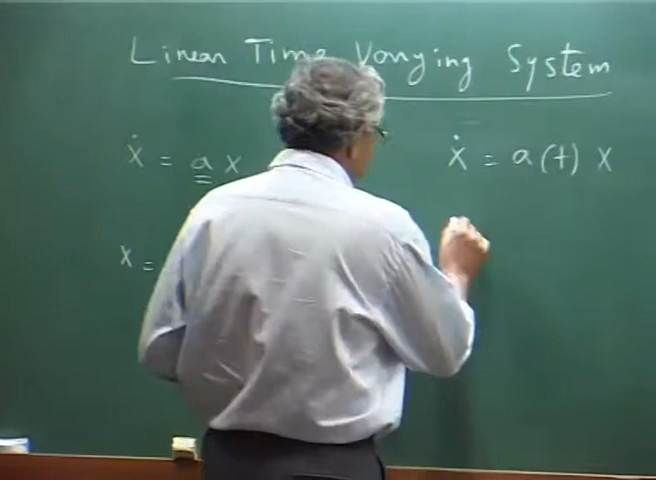 Linear Time Varying System
ẋ = a x
ẋ = a(t) x
x =